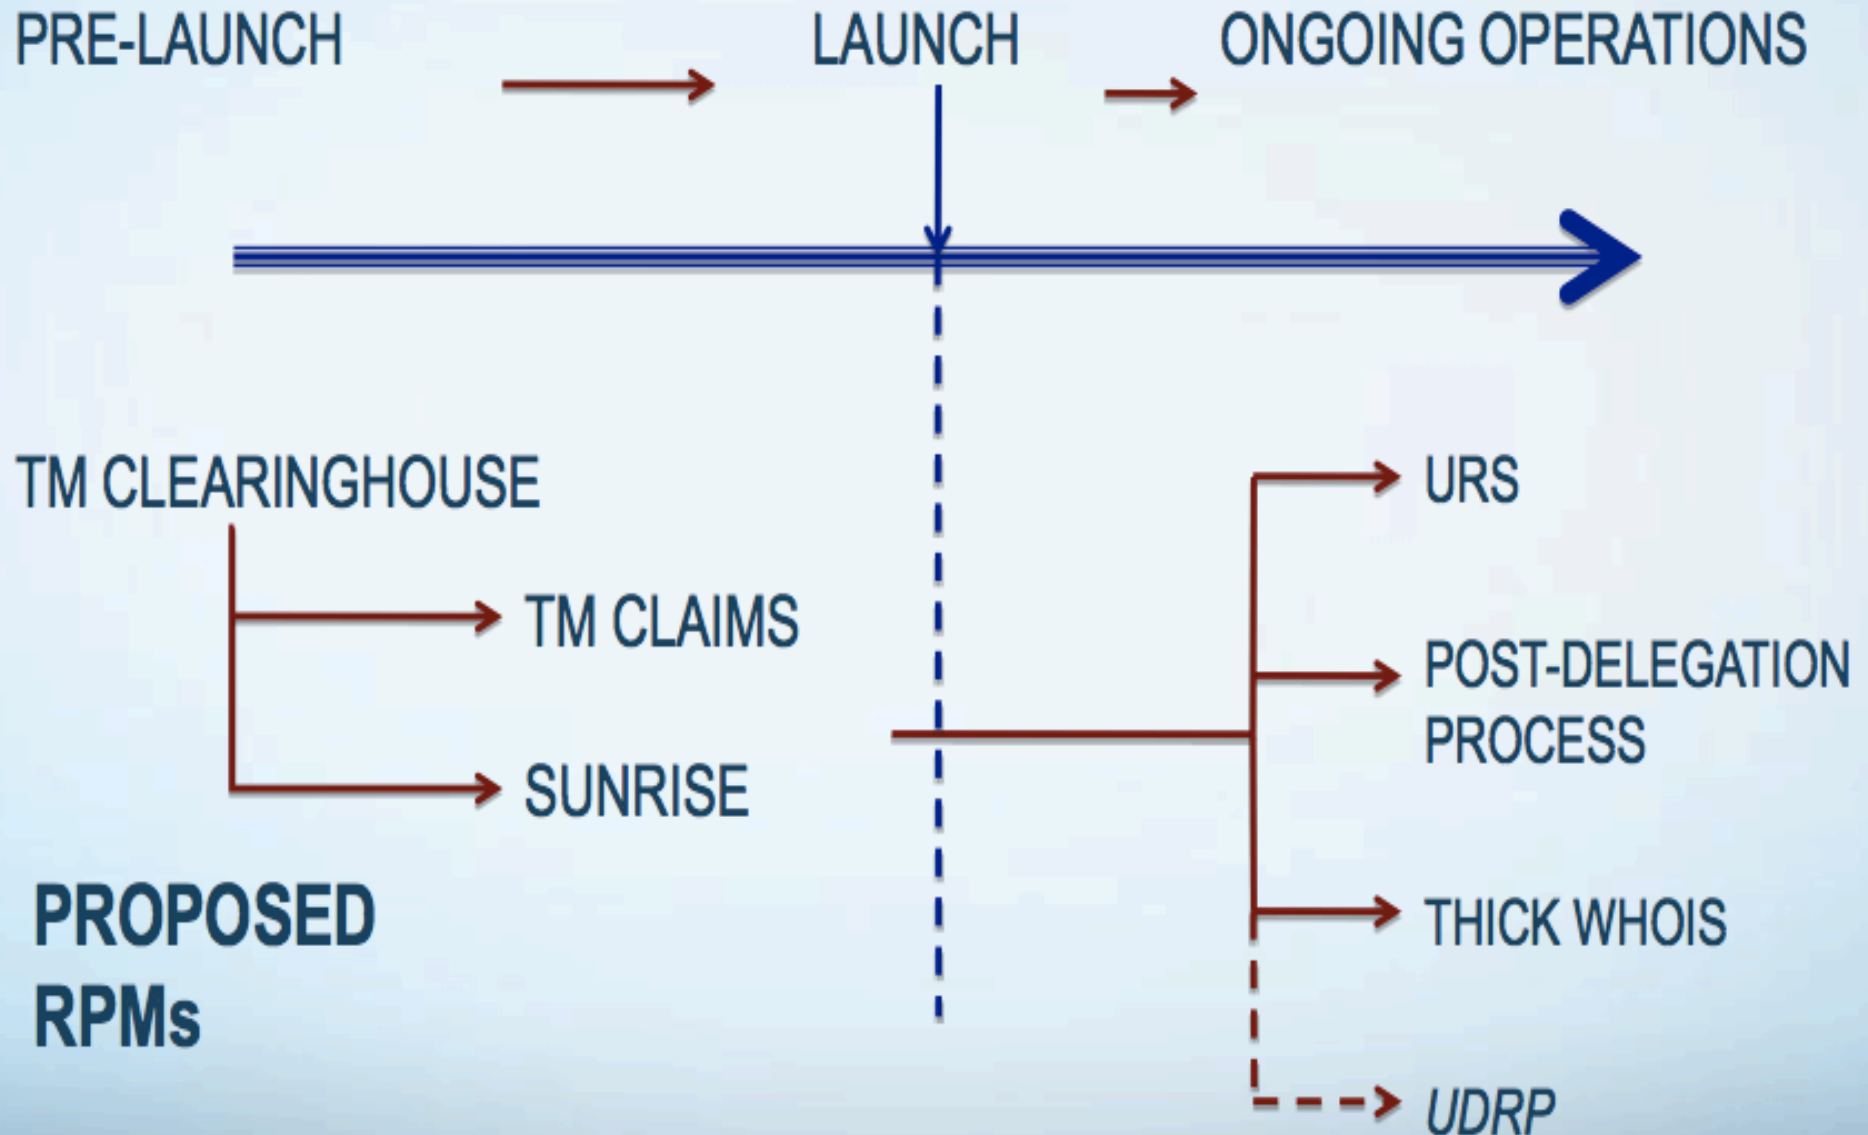 PRE-LAUNCH
LAUNCH
ONGOING OPERATIONS
TM CLEARINGHOUSE
TM CLAIMS
SUNRISE
PROPOSED
RPMs
URS
POST-DELEGATION
PROCESS
THICK WHOIS
UDRP